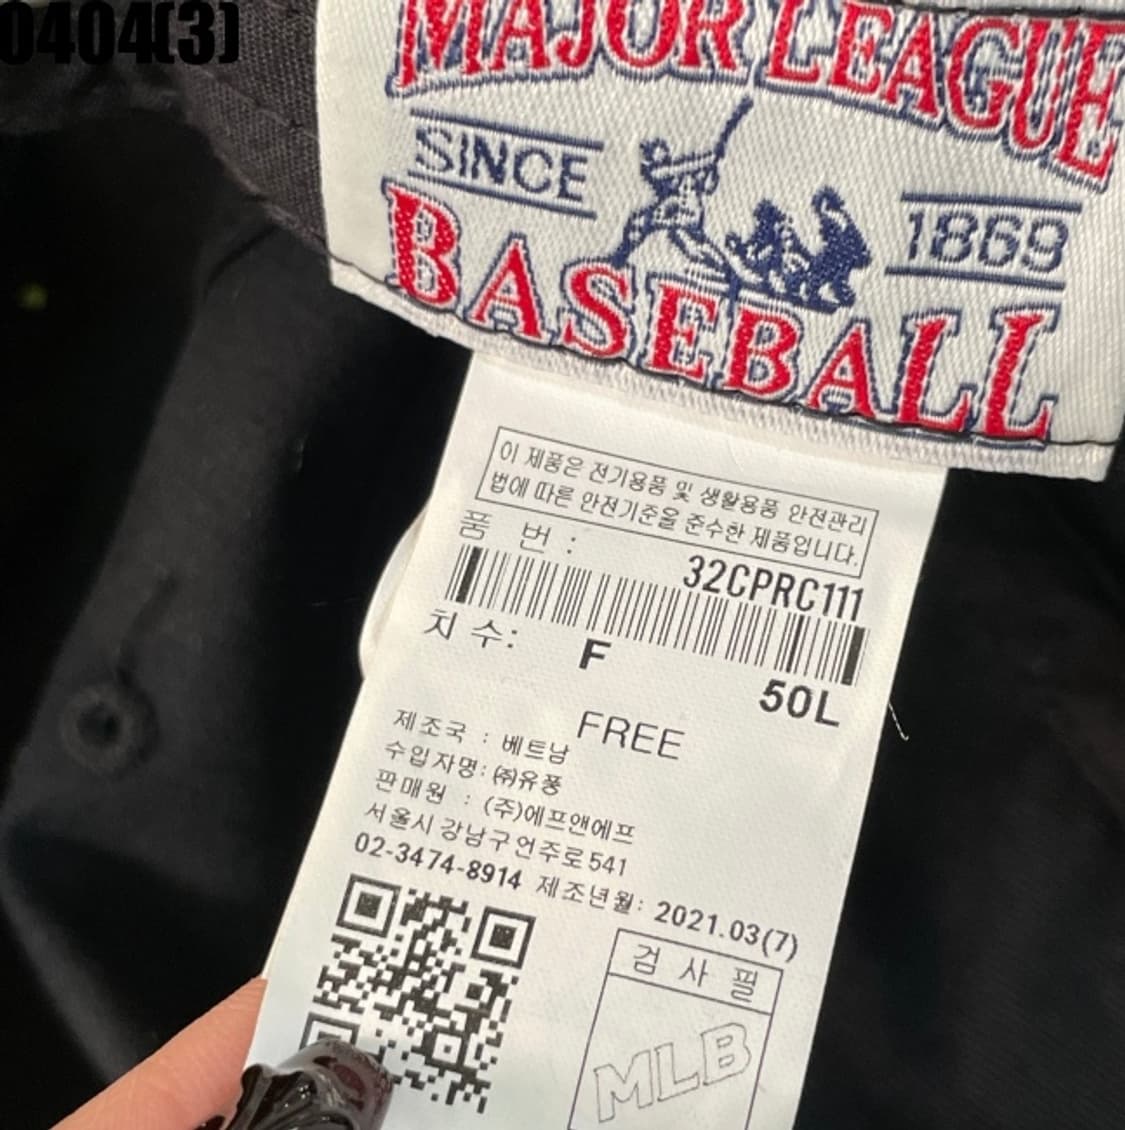 0404(3)
MAJOR LEAGUE
SINCE 1869
BASEBALL
이 제품은 전기용품 및 생활용품 안전관리
법에 따른 안전기준을 준수한 제품입니다.
품 번 :
32CPRC111
치 수: F
50L
FREE
제조국 : 베트남
수입자명: ㈜유풍
판매원 : (주)에프앤에프
서울시 강남구 언주로 541
02-3474-8914 제조년월: 2021.03(7)
검 사 필
MLB